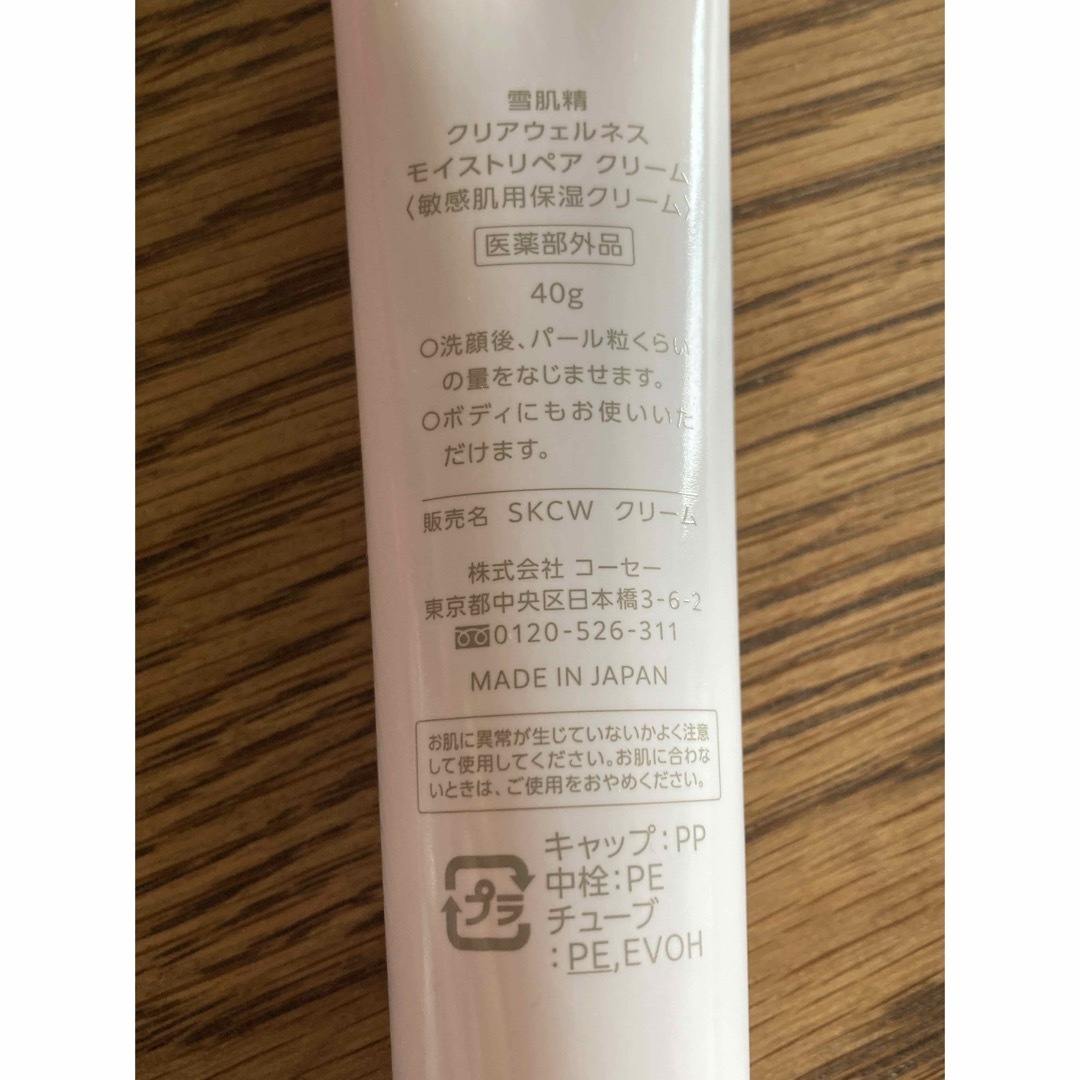 雪肌精
クリアウェルネス
モイストリペア クリーム
〈敏感肌用保湿クリーム〉
医薬部外品
40g
○洗顔後、パール粒くらい
の量をなじませます。
○ボディにもお使いいた
だけます。
販売名 SKCW クリーム
株式会社 コーセー
東京都中央区日本橋3-6-2
0120-526-311
MADE IN JAPAN
お肌に異常が生じていないかよく注意
して使用してください。お肌に合わな
いときは、ご使用をおやめください。
キャップ:PP
プラ 中栓:PE
チューブ
:PE,EVOH